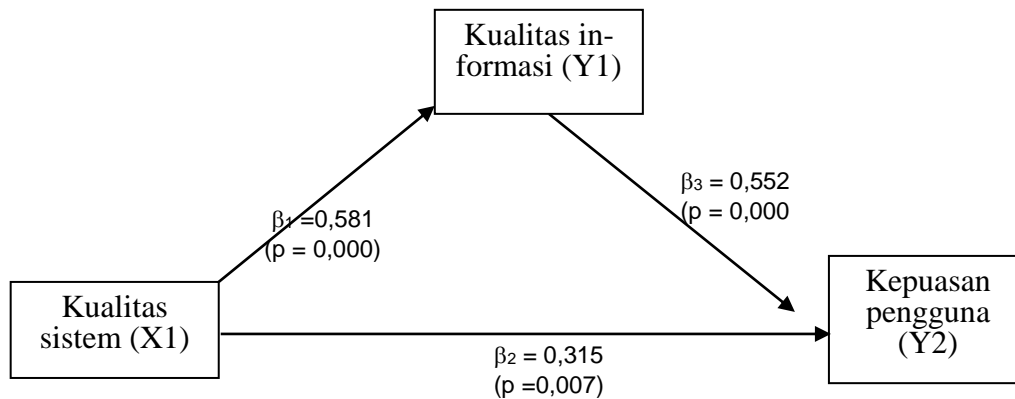 Kualitas in-
formasi (Y1)
β3 = 0,552
(p = 0,000
β1 =0,581
(p = 0,000)
Kualitas
sistem (X1)
Kepuasan
pengguna
(Y2)
β2 = 0,315
(p =0,007)